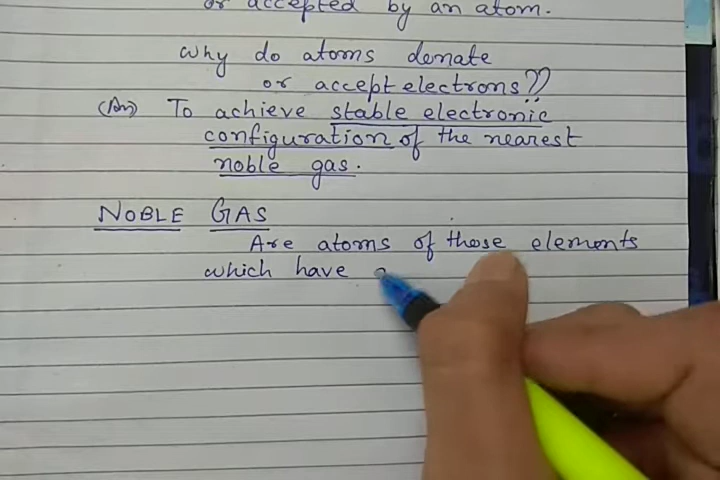 or accepted by an atom.
Why do atoms donate
or accept electrons??
(Ans) To achieve stable electronic
configuration of the nearest
noble gas.
NOBLE GAS
Are atoms of those elements
which have